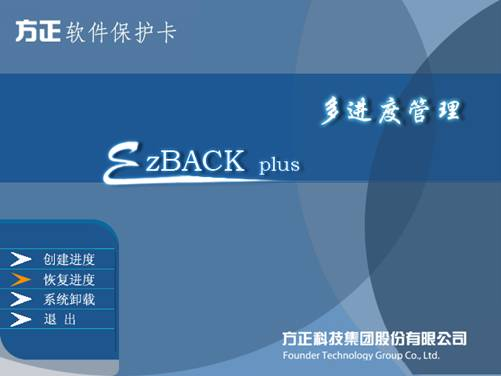 方正软件保护卡
多进度管理
EzBACK plus
创建进度
恢复进度
系统卸载
退 出
方正科技集团股份有限公司
Founder Technology Group Co., Ltd.